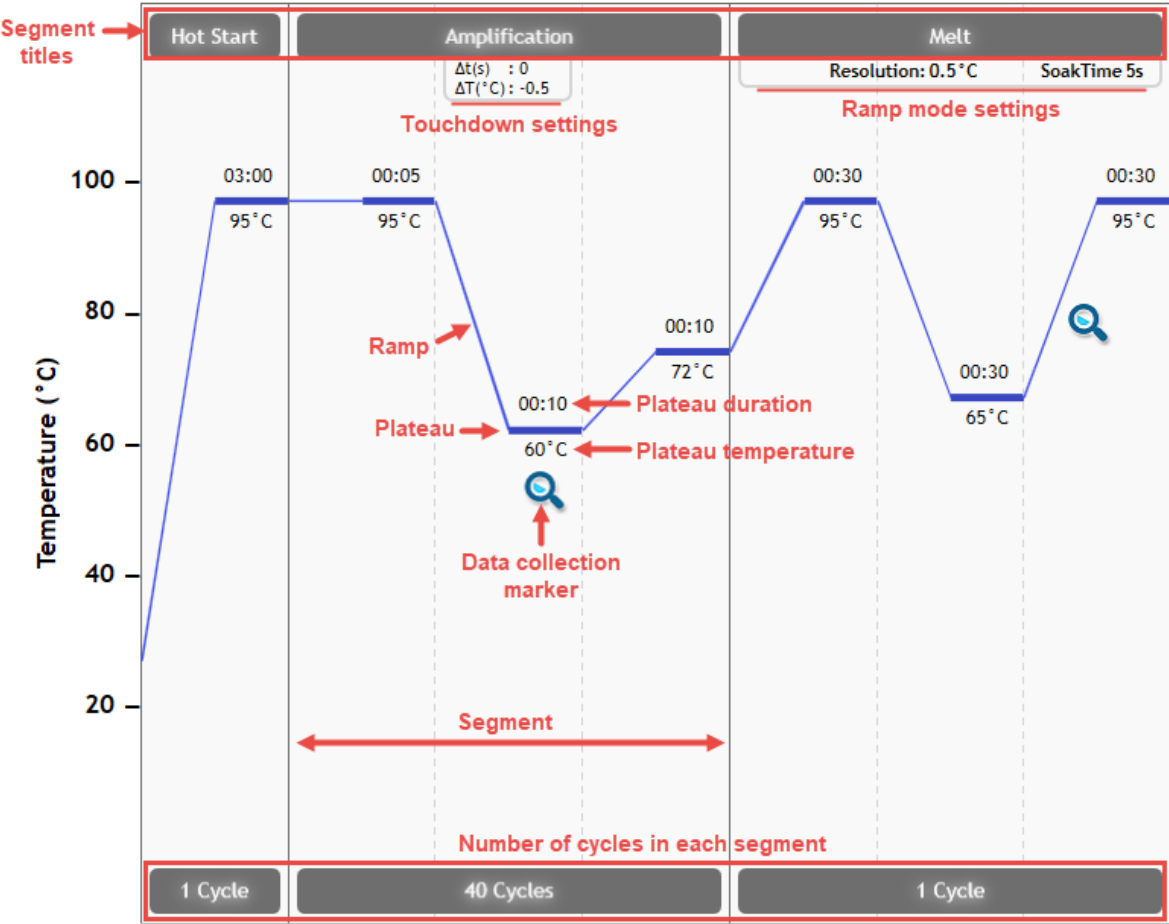 Segment
titles
Hot Start
Amplification
Melt
Δt(s) : 0
ΔT(°C) : -0.5
Touchdown settings
Resolution: 0.5°C SoakTime 5s
Ramp mode settings
100
80
60
40
20
Temperature (°C)
03:00
95°C
00:05
95°C
Ramp
Plateau
00:10
Plateau duration
60°C
Plateau temperature
Data collection
marker
00:10
72°C
00:30
95°C
00:30
65°C
00:30
95°C
Segment
Number of cycles in each segment
1 Cycle
40 Cycles
1 Cycle